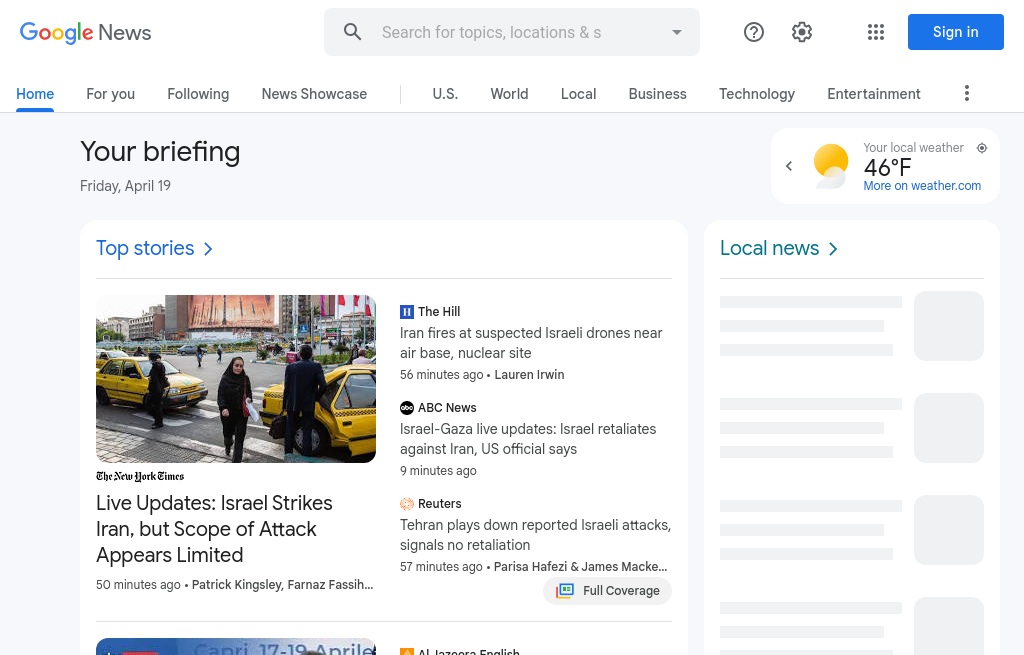 Google News
Search for topics, locations & s
Sign in
Home
For you
Following
News Showcase
U.S.
World
Local
Business
Technology
Entertainment
Your briefing
Friday, April 19
Your local weather
46°F
More on weather.com
Top stories
The New York Times
Live Updates: Israel Strikes
Iran, but Scope of Attack
Appears Limited
50 minutes ago • Patrick Kingsley, Farnaz Fassih...
H The Hill
Iran fires at suspected Israeli drones near
air base, nuclear site
56 minutes ago • Lauren Irwin
abc ABC News
Israel-Gaza live updates: Israel retaliates
against Iran, US official says
9 minutes ago
Reuters
Tehran plays down reported Israeli attacks,
signals no retaliation
57 minutes ago • Parisa Hafezi & James Macke...
Full Coverage
Capri, 17-19 Aprile
Al Jazeera English
Local news